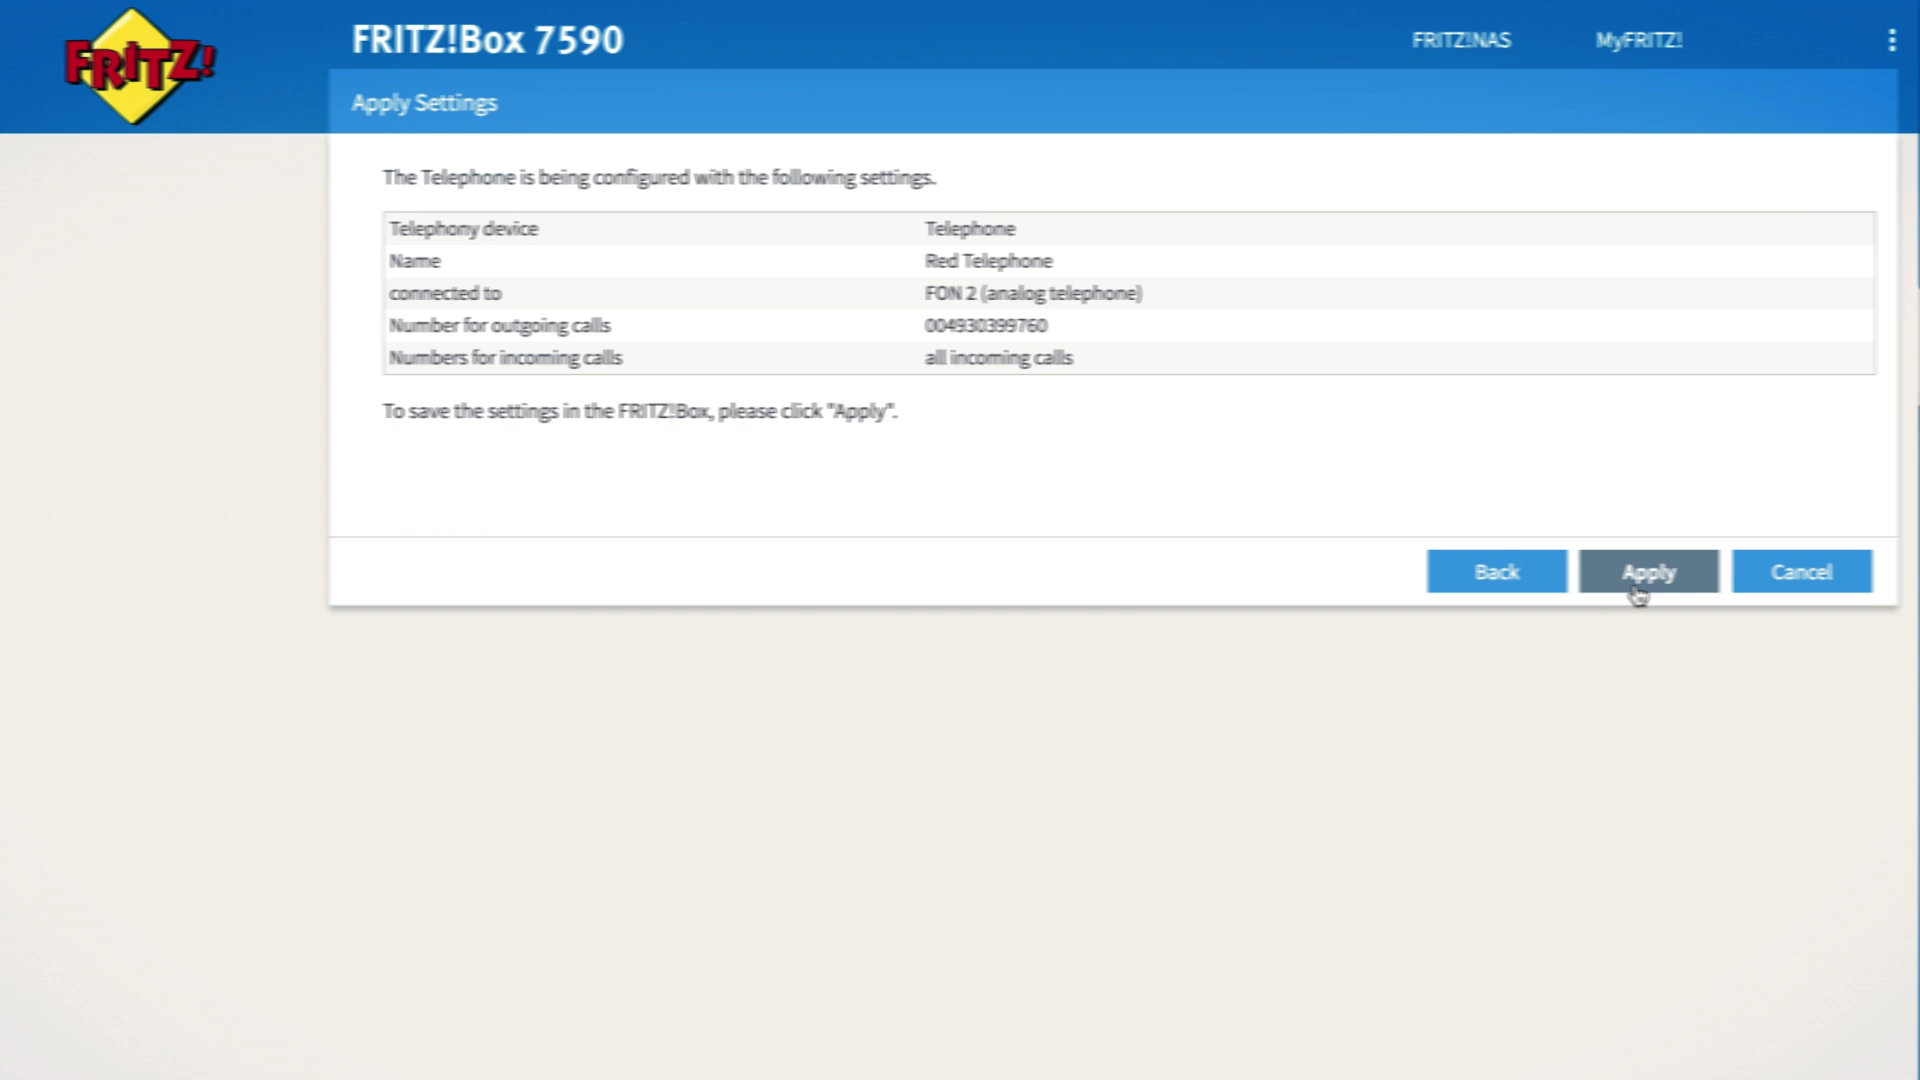 FRITZ!
FRITZ!Box 7590
FRITZ!NAS
MyFRITZ!
Apply Settings
The Telephone is being configured with the following settings.
Telephony device Telephone
Name Red Telephone
connected to FON 2 (analog telephone)
Number for outgoing calls 004930399760
Numbers for incoming calls all incoming calls
To save the settings in the FRITZ!Box, please click "Apply".
Back
Apply
Cancel